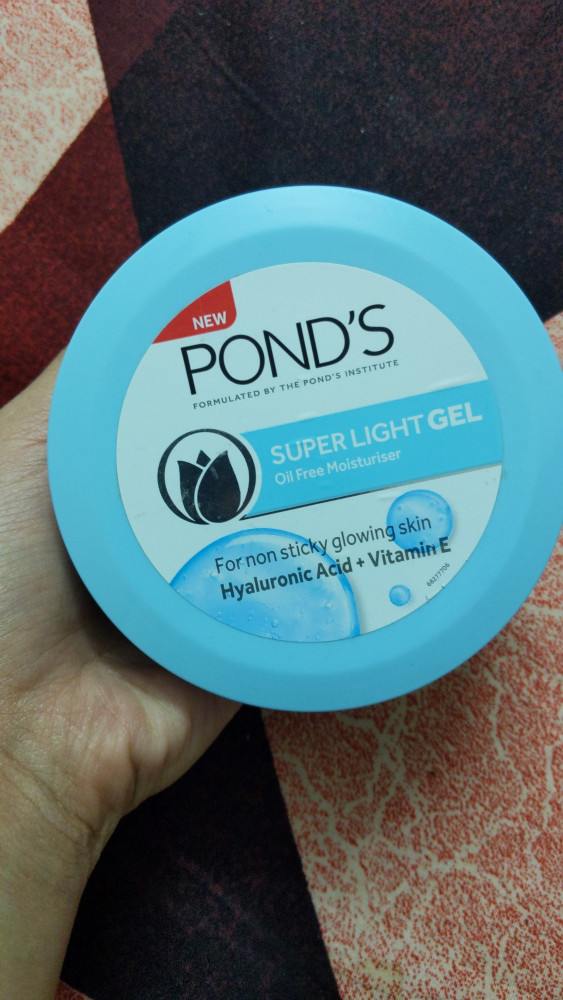 NEW
POND'S
FORMULATED BY THE POND'S INSTITUTE
SUPER LIGHT GEL
Oil Free Moisturiser
For non sticky glowing skin
Hyaluronic Acid + Vitamin E
68377706